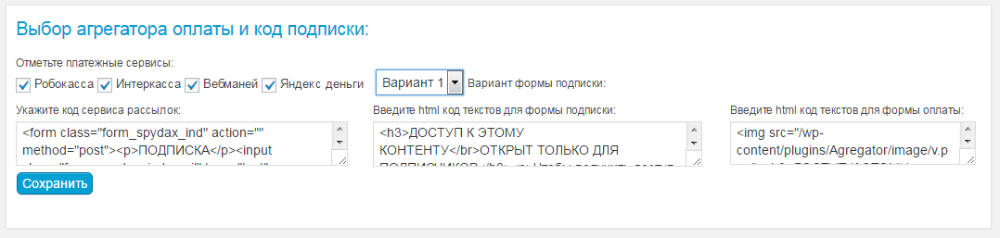 Выбор агрегатора оплаты и код подписки:
Отметьте платежные сервисы:
Робокасса Интеркасса Вебманей Яндекс деньги Вариант 1 Вариант формы подписки:
Укажите код сервиса рассылок: Введите html код текстов для формы подписки: Введите html код текстов для формы оплаты:
<form class="form_spydax_ind" action="" <h3>ДОСТУП К ЭТОМУ <img src="/wp-
method="post"><p>ПОДПИСКА</p><input КОНТЕНТУ</br>ОТКРЫТ ТОЛЬКО ДЛЯ content/plugins/Agregator/image/v.p
Сохранить